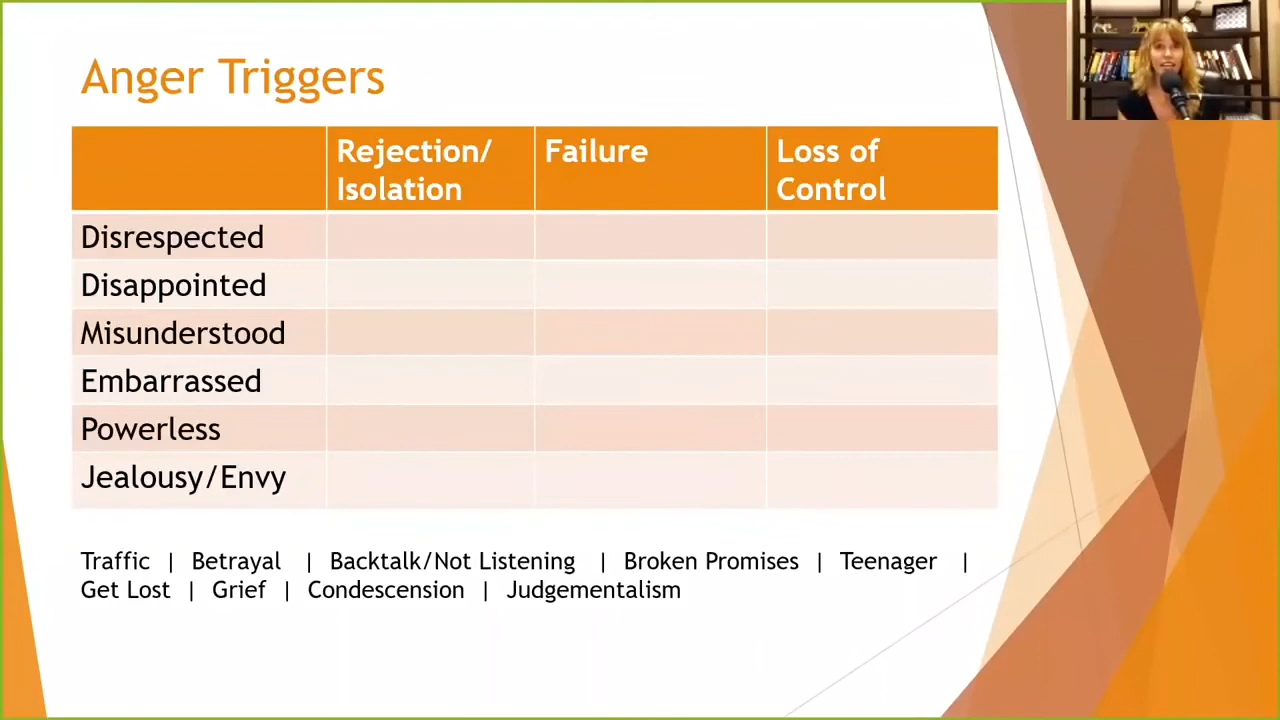 Anger Triggers
Rejection/ Failure Loss of
Isolation Control
Disrespected
Disappointed
Misunderstood
Embarrassed
Powerless
Jealousy/Envy
Traffic | Betrayal | Backtalk/Not Listening | Broken Promises | Teenager |
Get Lost | Grief | Condescension | Judgementalism